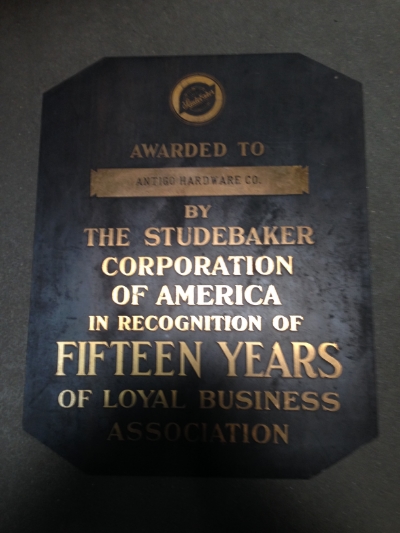 Studebaker
AWARDED TO
ANTIGO HARDWARE CO.
BY
THE STUDEBAKER
CORPORATION
OF AMERICA
IN RECOGNITION OF
FIFTEEN YEARS
OF LOYAL BUSINESS
ASSOCIATION